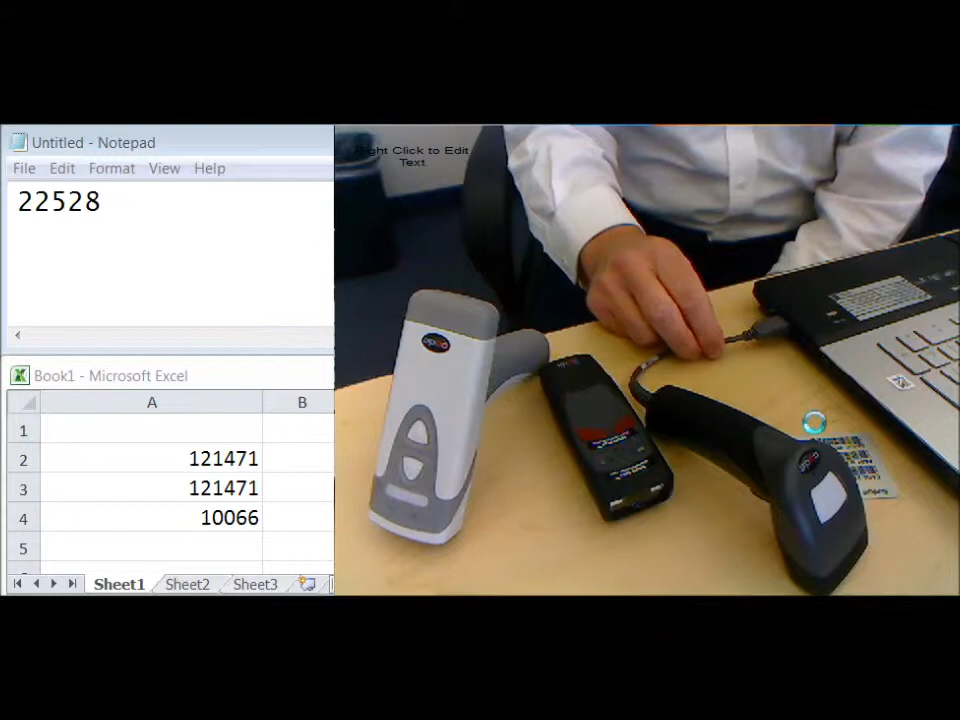 Untitled - Notepad
File Edit Format View Help
22528
Book1 - Microsoft Excel
A B
1
2 121471
3 121471
4 10066
5
Sheet1 Sheet2 Sheet3
Right Click to Edit
Text